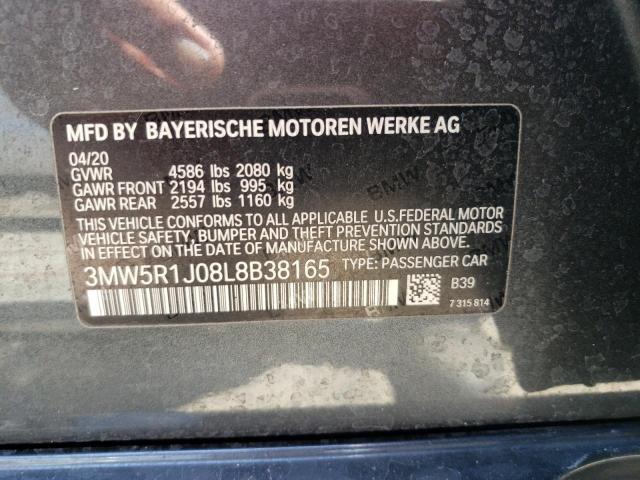 MFD BY BAYERISCHE MOTOREN WERKE AG
04/20
GVWR 4586 lbs 2080 kg
GAWR FRONT 2194 lbs 995 kg
GAWR REAR 2557 lbs 1160 kg
THIS VEHICLE CONFORMS TO ALL APPLICABLE U.S.FEDERAL MOTOR
VEHICLE SAFETY, BUMPER AND THEFT PREVENTION STANDARDS
IN EFFECT ON THE DATE OF MANUFACTURE SHOWN ABOVE.
3MW5R1J08L8B38165 TYPE: PASSENGER CAR
B39
7 315 814
BMW